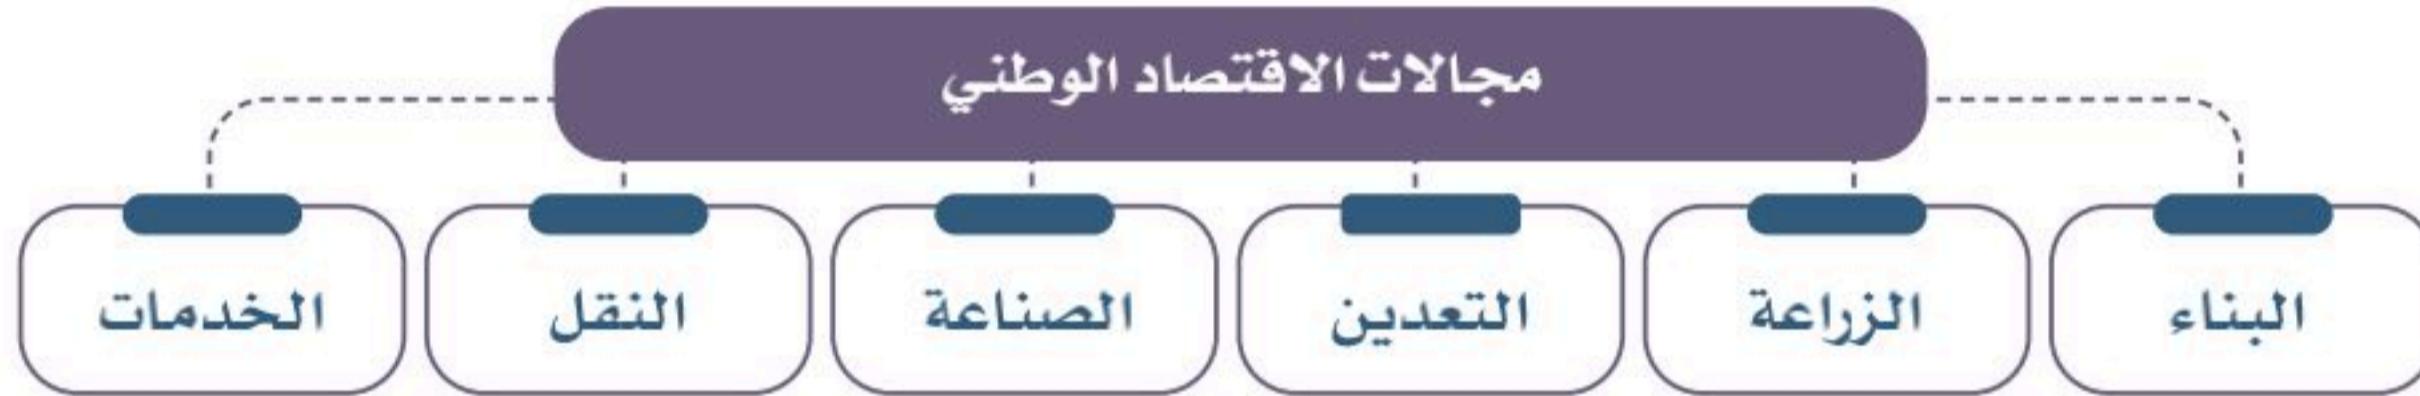 مجالات الاقتصاد الوطني
البناء
الزراعة
التعدين
الصناعة
النقل
الخدمات